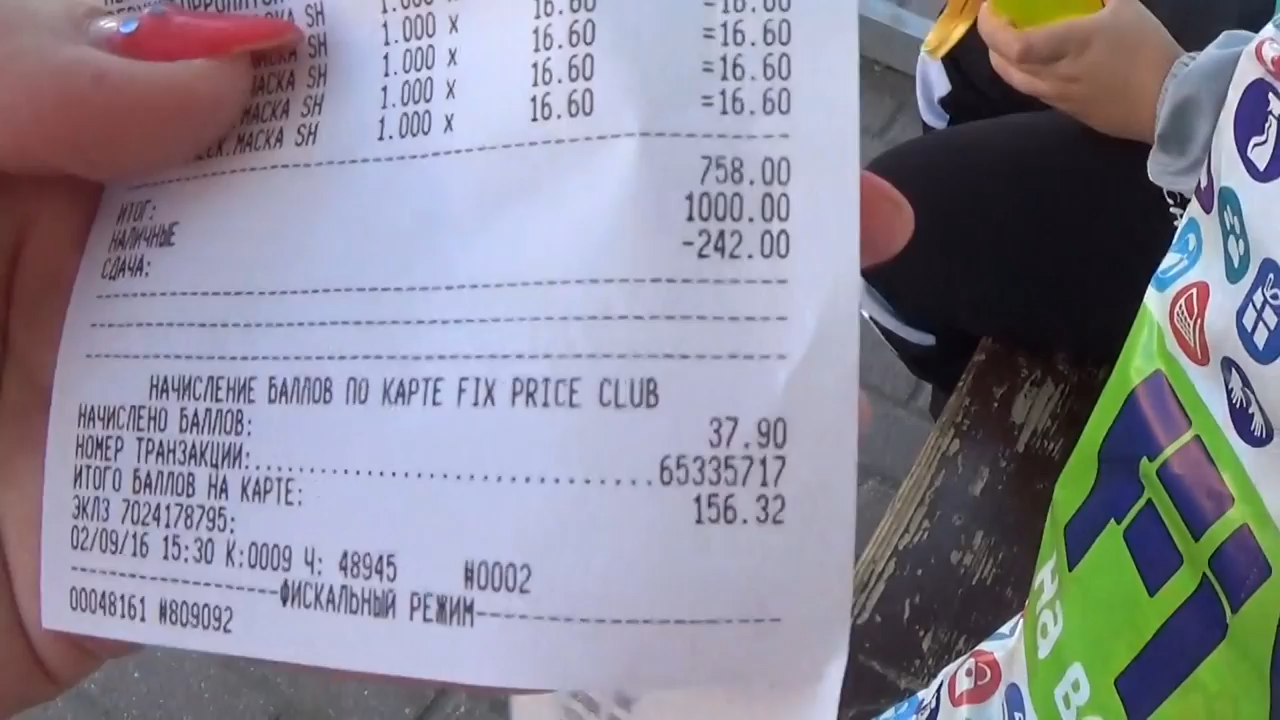 МАСКА SH 1.000 x 16.60 =16.60
МАСКА SH 1.000 x 16.60 =16.60
МАСКА SH 1.000 x 16.60 =16.60
МАСКА SH 1.000 x
ИТОГ: 758.00
НАЛИЧНЫЕ 1000.00
СДАЧА: -242.00
НАЧИСЛЕНИЕ БАЛЛОВ ПО КАРТЕ FIX PRICE CLUB
НАЧИСЛЕНО БАЛЛОВ: 37.90
НОМЕР ТРАНЗАКЦИИ:..............................65335717
ИТОГО БАЛЛОВ НА КАРТЕ: 156.32
ЭКЛЗ 7024178795:
02/09/16 15:30 К:0009 Ч: 48945 #0002
--------------------ФИСКАЛЬНЫЙ РЕЖИМ--------------------
00048161 #809092
на